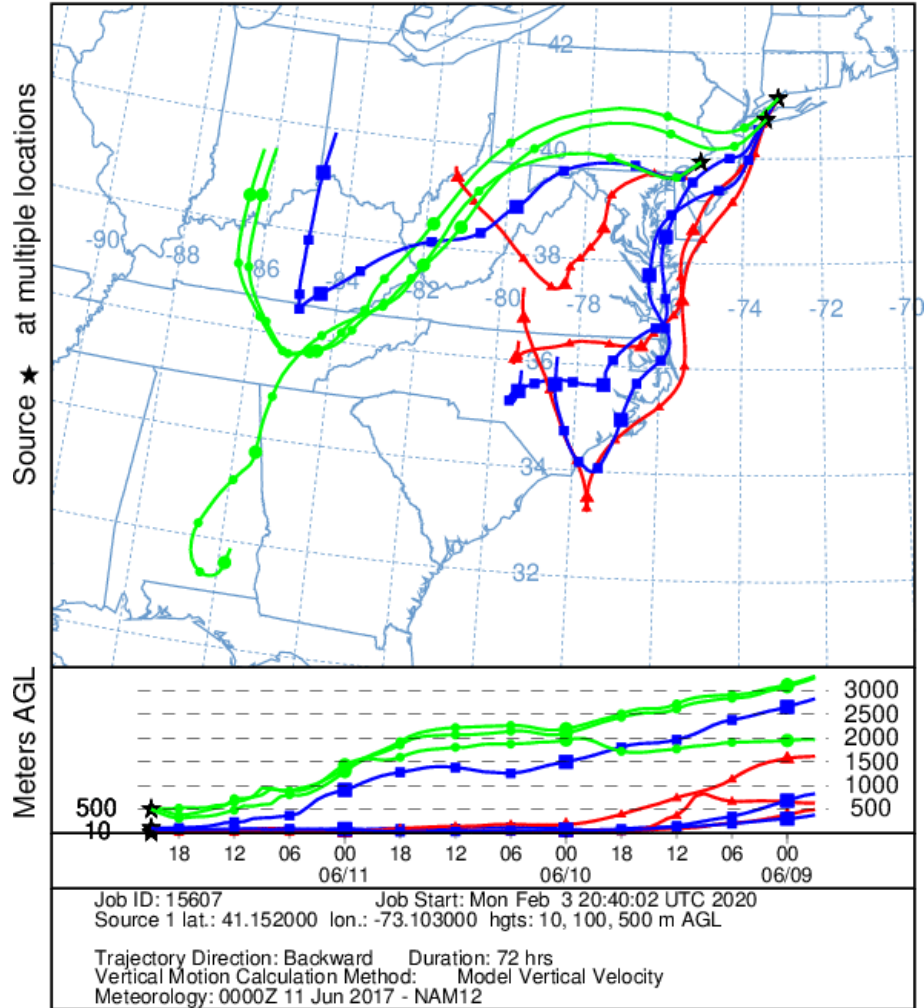 Source ★ at multiple locations
42
40
-90
-88
-86
-84
-82
-80
-78
38
-76
-74
-72
-70
36
34
32
Meters AGL
3000
2500
2000
1500
1000
500
500
10
18 12 06 00 18 12 06 00 18 12 06 00
06/11 06/10 06/09
Job ID: 15607 Job Start: Mon Feb 3 20:40:02 UTC 2020
Source 1 lat.: 41.152000 lon.: -73.103000 hgts: 10, 100, 500 m AGL
Trajectory Direction: Backward Duration: 72 hrs
Vertical Motion Calculation Method: Model Vertical Velocity
Meteorology: 0000Z 11 Jun 2017 - NAM12